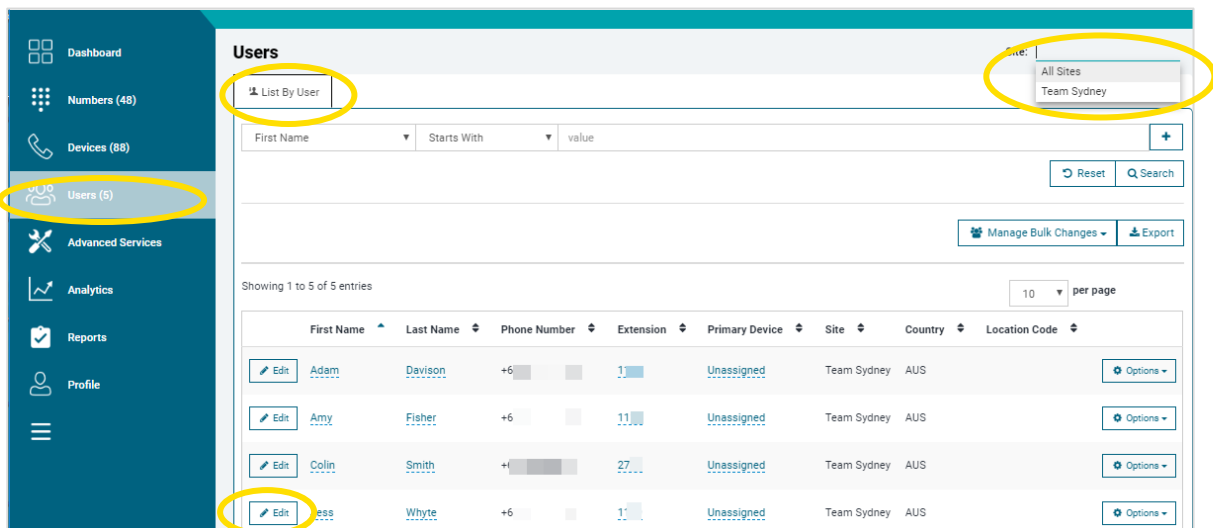 Dashboard
Numbers (48)
Devices (88)
Users (5)
Advanced Services
Analytics
Reports
Profile
Users
Site:
All Sites
Team Sydney
List By User
First Name Starts With value +
Reset Search
Manage Bulk Changes Export
Showing 1 to 5 of 5 entries
10 per page
First Name Last Name Phone Number Extension Primary Device Site Country Location Code
Edit Adam Davison +6 Unassigned Team Sydney AUS Options
Edit Amy Fisher +6 11 Unassigned Team Sydney AUS Options
Edit Colin Smith 27 Unassigned Team Sydney AUS Options
Edit Whyte +6 Unassigned Team Sydney AUS Options